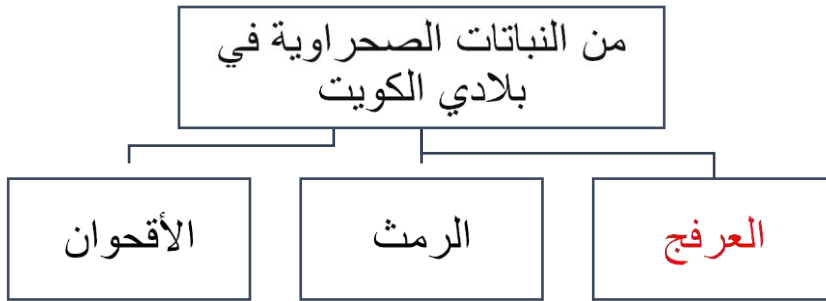 من النباتات الصحراوية في
بلادي الكويت
العرفج
الرمث
الأقحوان